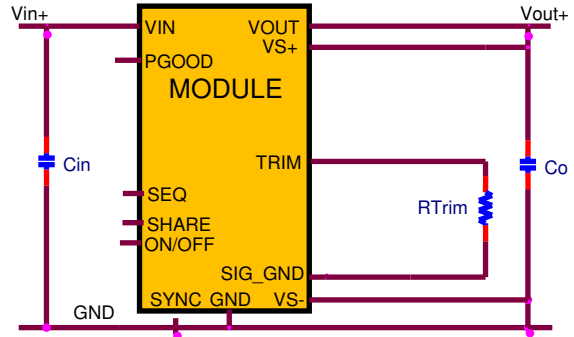 Vin+
Vout+
VIN
VOUT
VS+
PGOOD
MODULE
Cin
TRIM
Co
SEQ
RTrim
SHARE
ON/OFF
SIG_GND
SYNC GND
VS-
GND